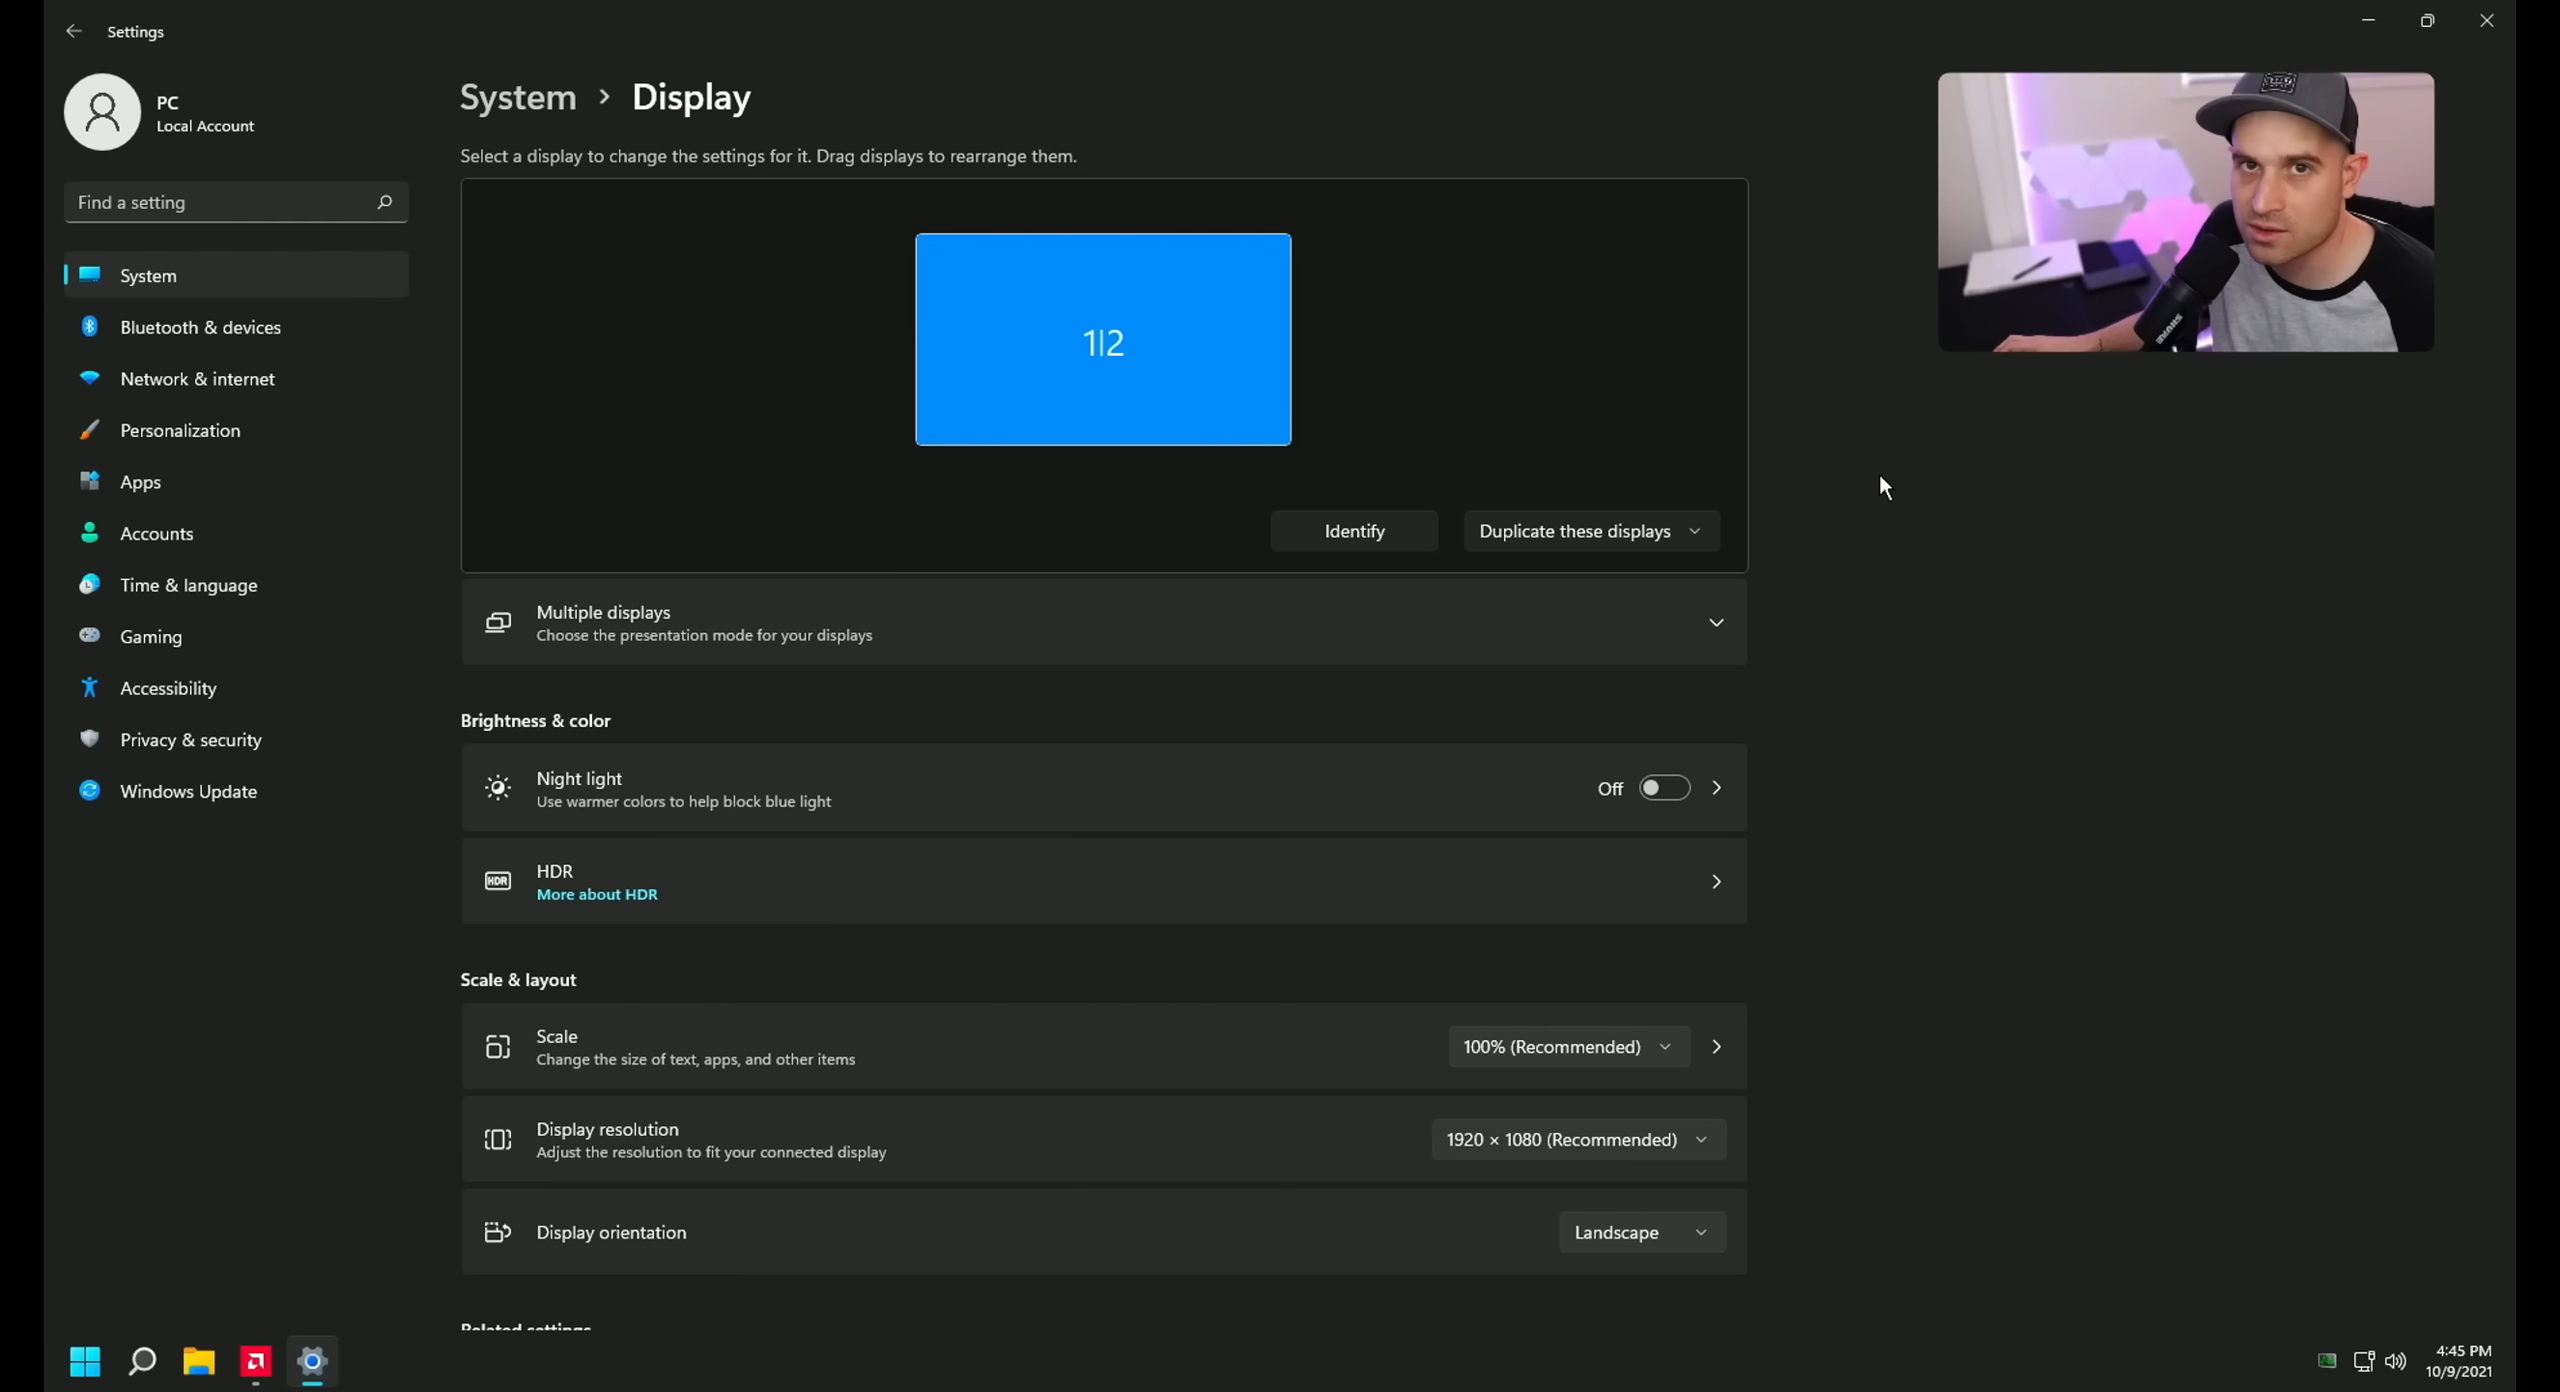 Settings
PC
Local Account
Find a setting
System
Bluetooth & devices
Network & internet
Personalization
Apps
Accounts
Time & language
Gaming
Accessibility
Privacy & security
Windows Update
System > Display
Select a display to change the settings for it. Drag displays to rearrange them.
1|2
Identify
Duplicate these displays
Multiple displays
Choose the presentation mode for your displays
Brightness & color
Night light
Use warmer colors to help block blue light
Off
HDR
HDR
More about HDR
Scale & layout
Scale
Change the size of text, apps, and other items
100% (Recommended)
Display resolution
Adjust the resolution to fit your connected display
1920 × 1080 (Recommended)
Display orientation
Landscape
Related settings
SHURE
4:45 PM
10/9/2021